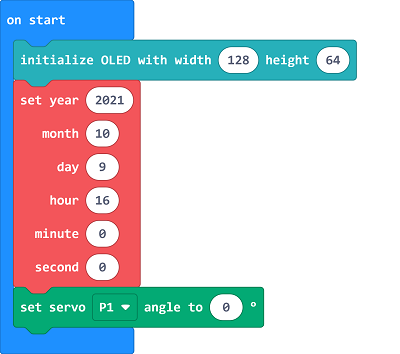 on start
initialize OLED with width 128 height 64
set year 2021
month 10
day 9
hour 16
minute 0
second 0
set servo P1 angle to 0 °